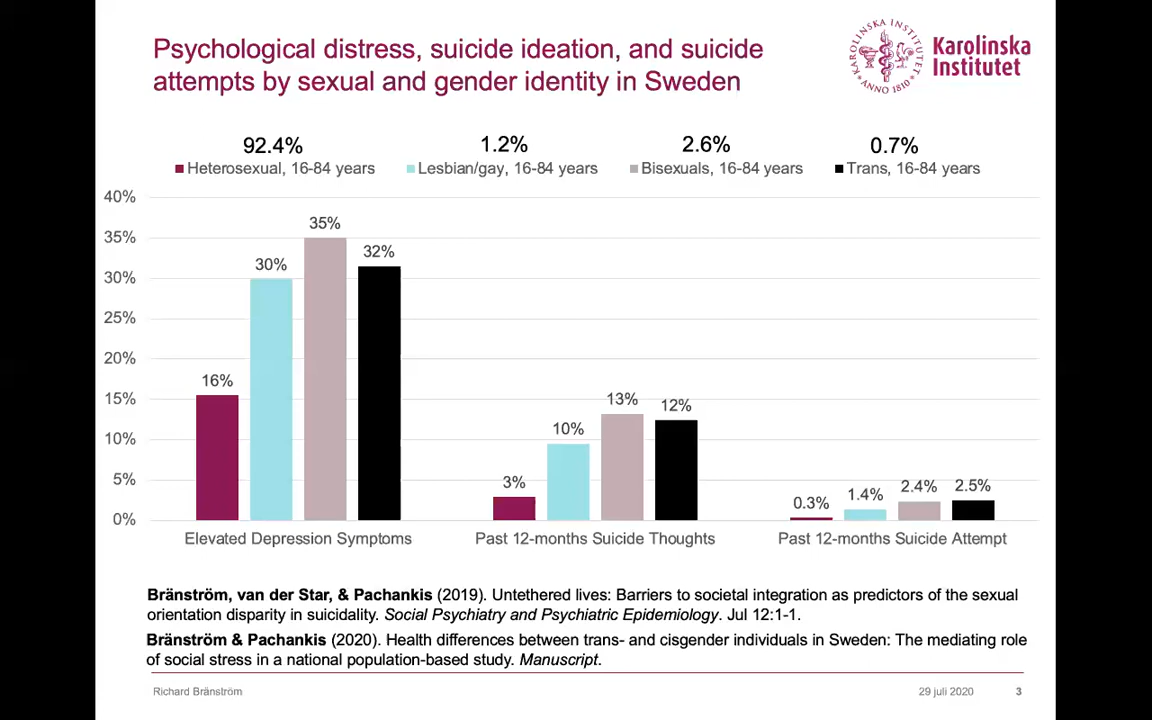 Psychological distress, suicide ideation, and suicide
attempts by sexual and gender identity in Sweden
KAROLINSKA INSTITUTET
ANNO 1810
Karolinska
Institutet
92.4% 1.2% 2.6% 0.7%
Heterosexual, 16-84 years Lesbian/gay, 16-84 years Bisexuals, 16-84 years Trans, 16-84 years
40%
35%
30%
25%
20%
15%
10%
5%
0%
16% 30% 35% 32%
3% 10% 13% 12%
0.3% 1.4% 2.4% 2.5%
Elevated Depression Symptoms Past 12-months Suicide Thoughts Past 12-months Suicide Attempt
Bränström, van der Star, & Pachankis (2019). Untethered lives: Barriers to societal integration as predictors of the sexual
orientation disparity in suicidality. Social Psychiatry and Psychiatric Epidemiology. Jul 12:1-1.
Bränström & Pachankis (2020). Health differences between trans- and cisgender individuals in Sweden: The mediating role
of social stress in a national population-based study. Manuscript.
Richard Bränström 29 juli 2020 3